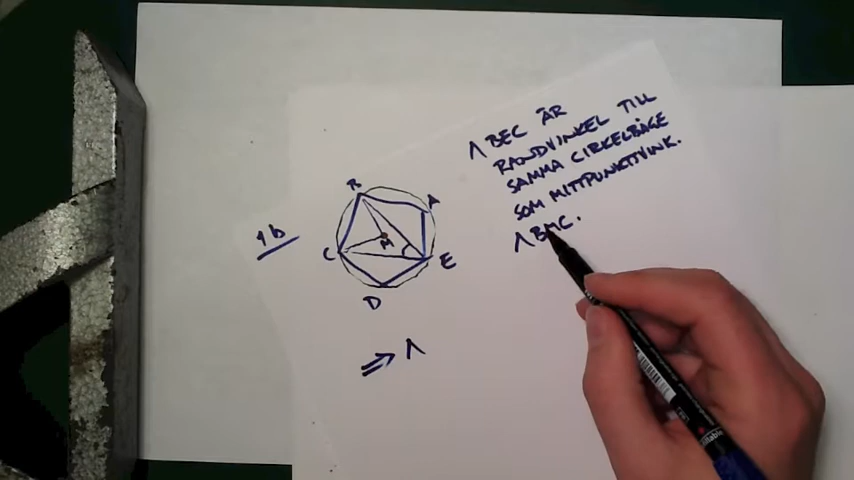 ∧ BEC ÄR
RANDVINKEL TILL
SAMMA CIRKELBÅGE
SOM MITTPUNKTSVINK.
∧ BMC.
1b
B
A
M
C
E
D
⇒ ∧